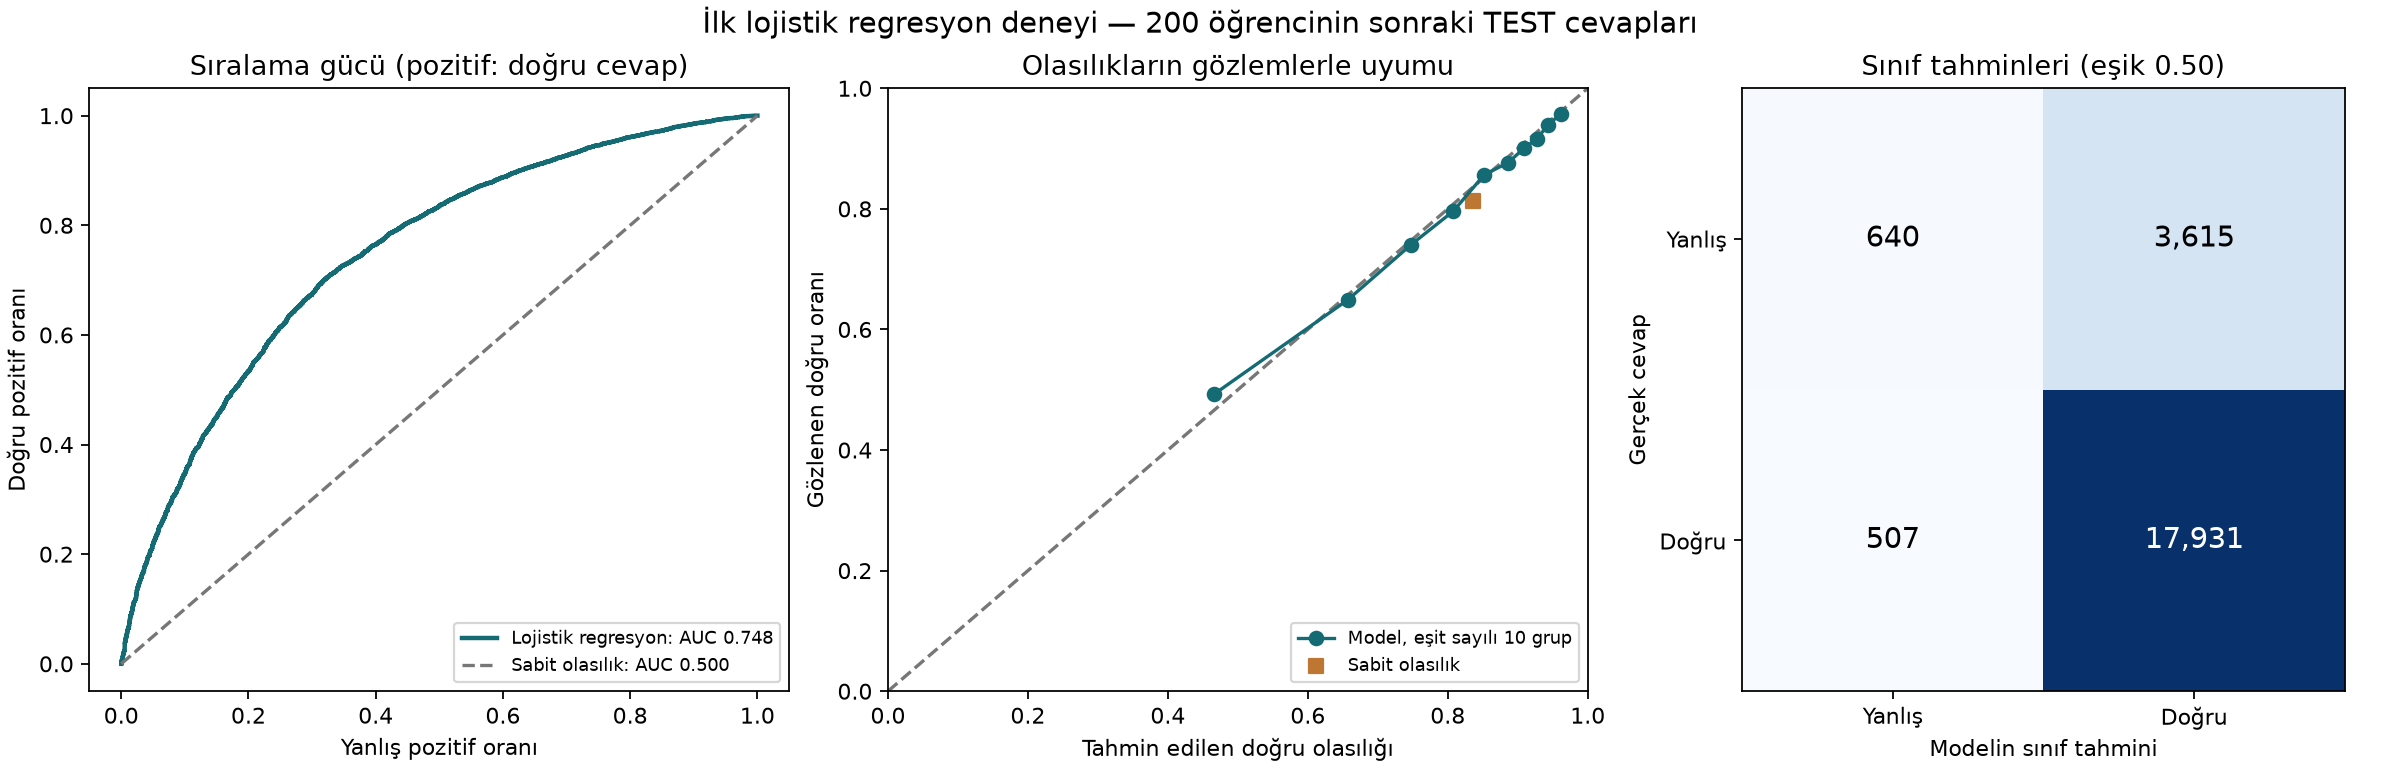 İlk lojistik regresyon deneyi — 200 öğrencinin sonraki TEST cevapları
Sıralama gücü (pozitif: doğru cevap)
Doğru pozitif oranı
1.0
0.8
0.6
0.4
0.2
0.0
Lojistik regresyon: AUC 0.748
Sabit olasılık: AUC 0.500
0.0 0.2 0.4 0.6 0.8 1.0
Yanlış pozitif oranı
Olasılıkların gözlemlerle uyumu
Gözlenen doğru oranı
1.0
0.8
0.6
0.4
0.2
0.0
Model, eşit sayılı 10 grup
Sabit olasılık
0.0 0.2 0.4 0.6 0.8 1.0
Tahmin edilen doğru olasılığı
Sınıf tahminleri (eşik 0.50)
Gerçek cevap
Yanlış 640 3,615
Doğru 507 17,931
Yanlış Doğru
Modelin sınıf tahmini